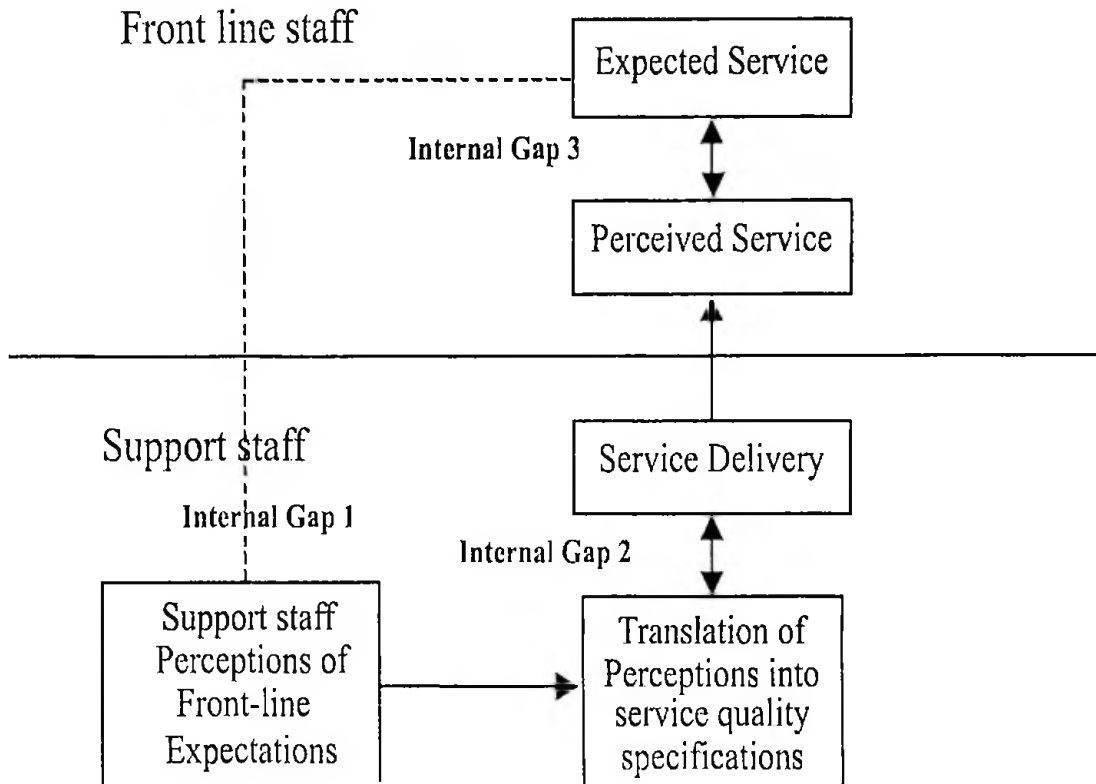 Front line staff
Expected Service
Internal Gap 3
Perceived Service
Support staff
Service Delivery
Internal Gap 1
Internal Gap 2
Support staff
Perceptions of
Front-line
Expectations
Translation of
Perceptions into
service quality
specifications